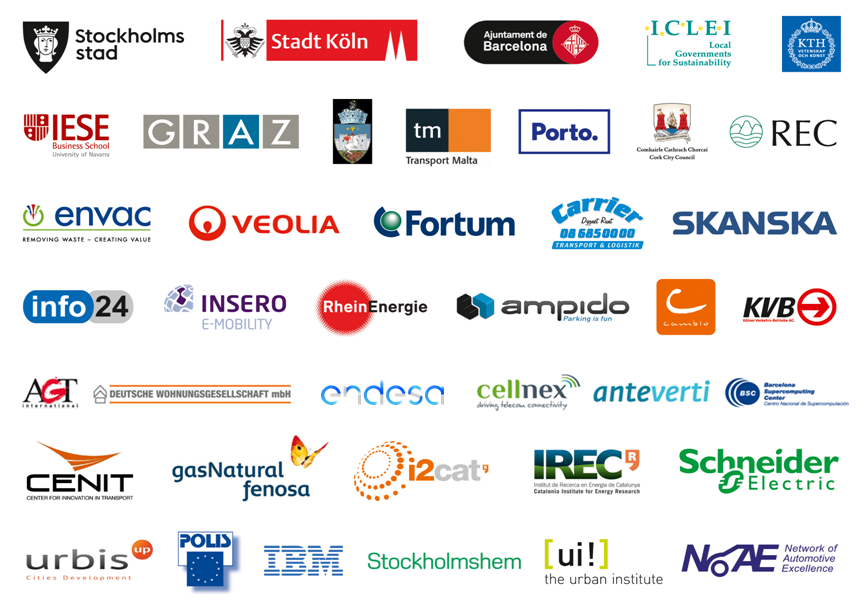 Stockholms
stad
Stadt Köln
Ajuntament de
Barcelona
I.C.L.E.I
Local
Governments
for Sustainability
KTH
VETENSKAP
OCH KONST
IESE
Business School
University of Navarra
GRAZ
tm
Transport Malta
Porto.
Comhairle Cathrach Chorcaí
Cork City Council
REC
envac
REMOVING WASTE – CREATING VALUE
VEOLIA
Fortum
Carrier
Dygnet Runt
08 6850000
TRANSPORT & LOGISTIK
SKANSKA
info24
INSERO
E-MOBILITY
RheinEnergie
ampido
Parking is fun
cambio
KVB
Kölner Verkehrs-Betriebe AG
AGT
International
DEUTSCHE WOHNUNGSGESELLSCHAFT mbH
endesa
cellnex
driving telecom connectivity
anteverti
BSC
Barcelona
Supercomputing
Center
Centro Nacional de Supercomputación
CENIT
CENTER FOR INNOVATION IN TRANSPORT
gasNatural
fenosa
i2cat
IREC
Institut de Recerca en Energia de Catalunya
Catalonia Institute for Energy Research
Schneider
Electric
urbis up
Cities Development
POLIS
IBM
Stockholmshem
[ui!]
the urban institute
NoAE
Network of
Automotive
Excellence